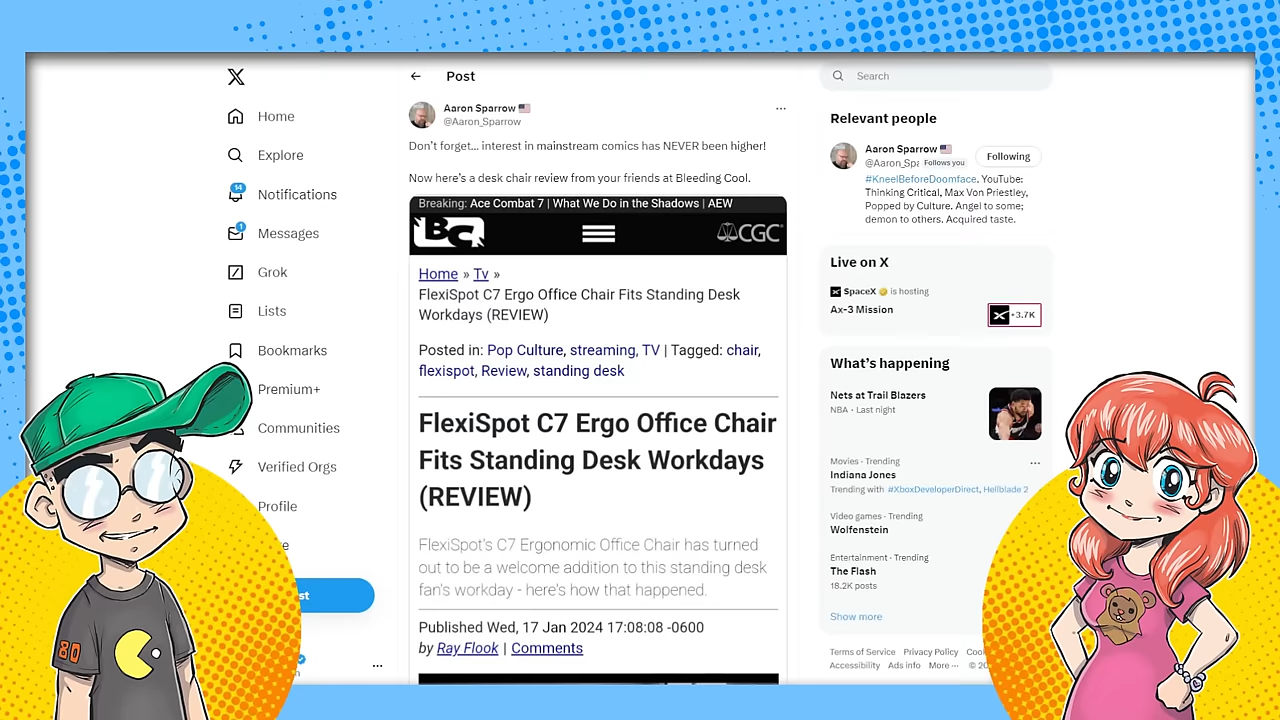 Home
Explore
14
Notifications
1
Messages
Grok
Lists
Bookmarks
Premium+
Communities
Verified Orgs
Profile
Post
Aaron Sparrow
@Aaron_Sparrow
Don't forget... interest in mainstream comics has NEVER been higher!
Now here's a desk chair review from your friends at Bleeding Cool.
Breaking: Ace Combat 7 | What We Do in the Shadows | AEW
BC
CGC
Home » Tv »
FlexiSpot C7 Ergo Office Chair Fits Standing Desk
Workdays (REVIEW)
Posted in: Pop Culture, streaming, TV | Tagged: chair,
flexispot, Review, standing desk
FlexiSpot C7 Ergo Office Chair
Fits Standing Desk Workdays
(REVIEW)
FlexiSpot's C7 Ergonomic Office Chair has turned
out to be a welcome addition to this standing desk
fan's workday - here's how that happened.
Published Wed, 17 Jan 2024 17:08:08 -0600
by Ray Flook | Comments
Search
Relevant people
Aaron Sparrow
@Aaron_Spa Follows you
Following
#KneelBeforeDoomface. YouTube:
Thinking Critical, Max Von Priestley,
Popped by Culture. Angel to some;
demon to others. Acquired taste.
Live on X
SpaceX is hosting
Ax-3 Mission
+3.7K
What's happening
Nets at Trail Blazers
NBA · Last night
Movies · Trending
Indiana Jones
Trending with #XboxDeveloperDirect, Hellblade 2
Video games · Trending
Wolfenstein
Entertainment · Trending
The Flash
18.2K posts
Show more
Terms of Service Privacy Policy
Accessibility Ads info More ··· © 20
80